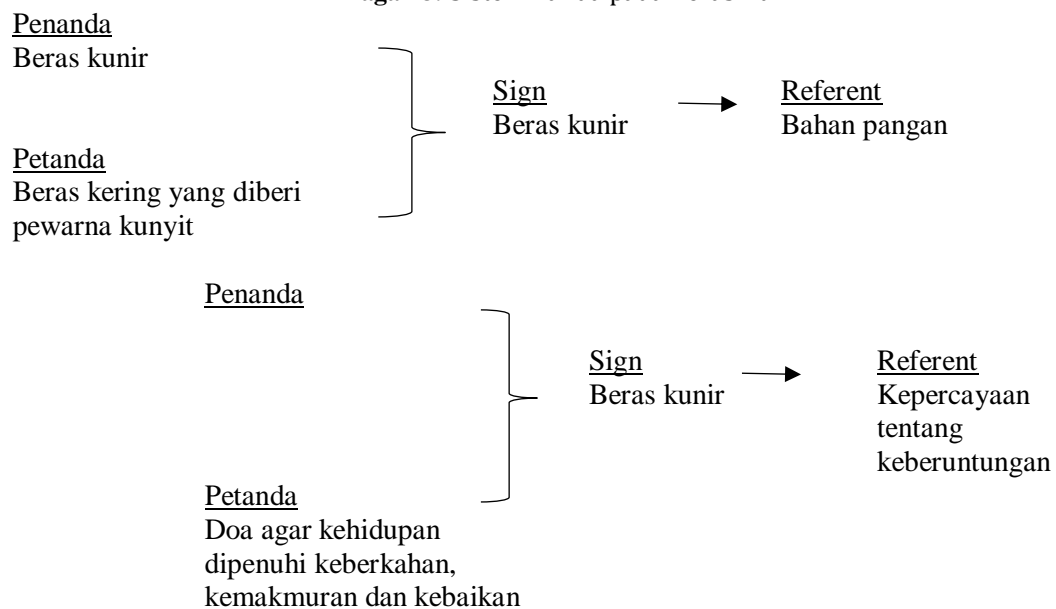 Penanda
Beras kunir
Sign
Beras kunir
Referent
Bahan pangan
Petanda
Beras kering yang diberi
pewarna kunyit
Penanda
Sign
Beras kunir
Referent
Kepercayaan
tentang
keberuntungan
Petanda
Doa agar kehidupan
dipenuhi keberkahan,
kemakmuran dan kebaikan